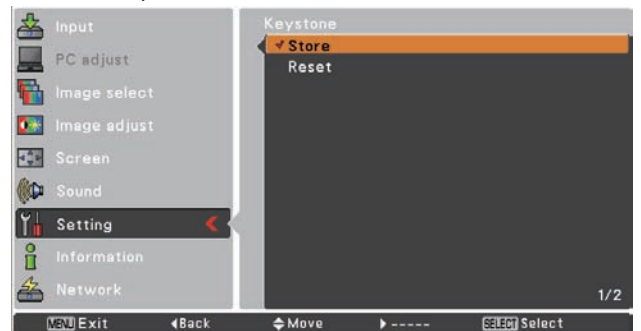 Input
PC adjust
Image select
Image adjust
Screen
Sound
Setting
Information
Network
Keystone
Store
Reset
1/2
MENU Exit ◀Back Move ▶----- SELECT Select